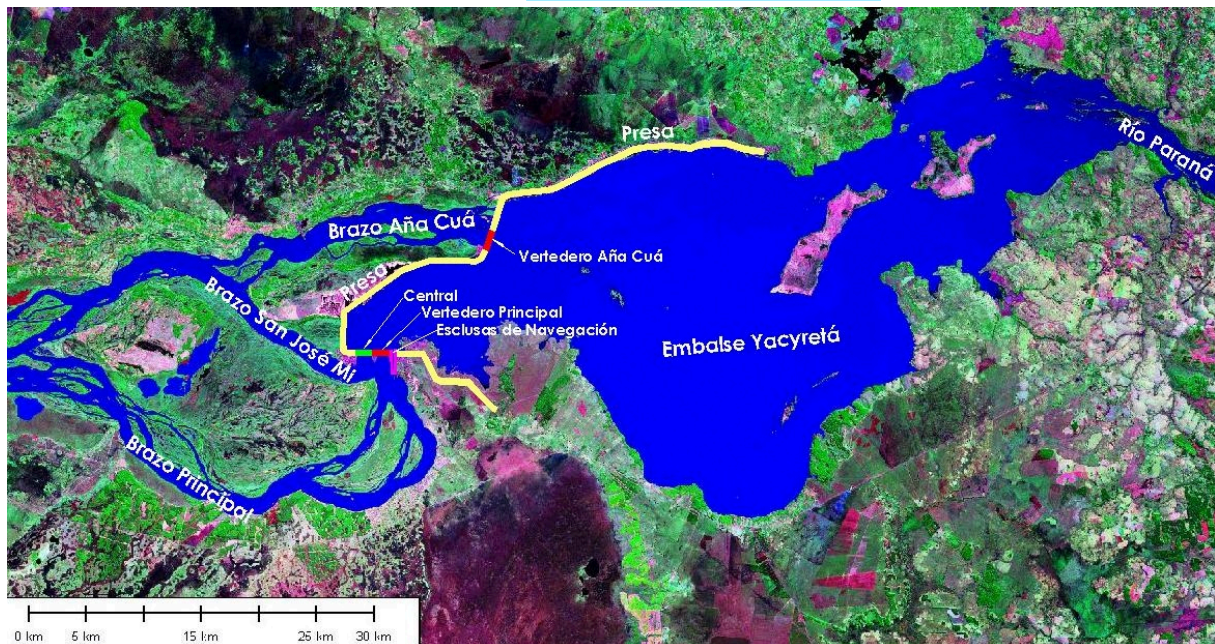 Presa
Río Paraná
Brazo Aña Cuá
Vertedero Aña Cuá
Presa
Central
Vertedero Principal
Esclusas de Navegación
Brazo San José Mi
Embalse Yacyretá
Brazo Principal
0 km 5 km 15 km 25 km 30 km